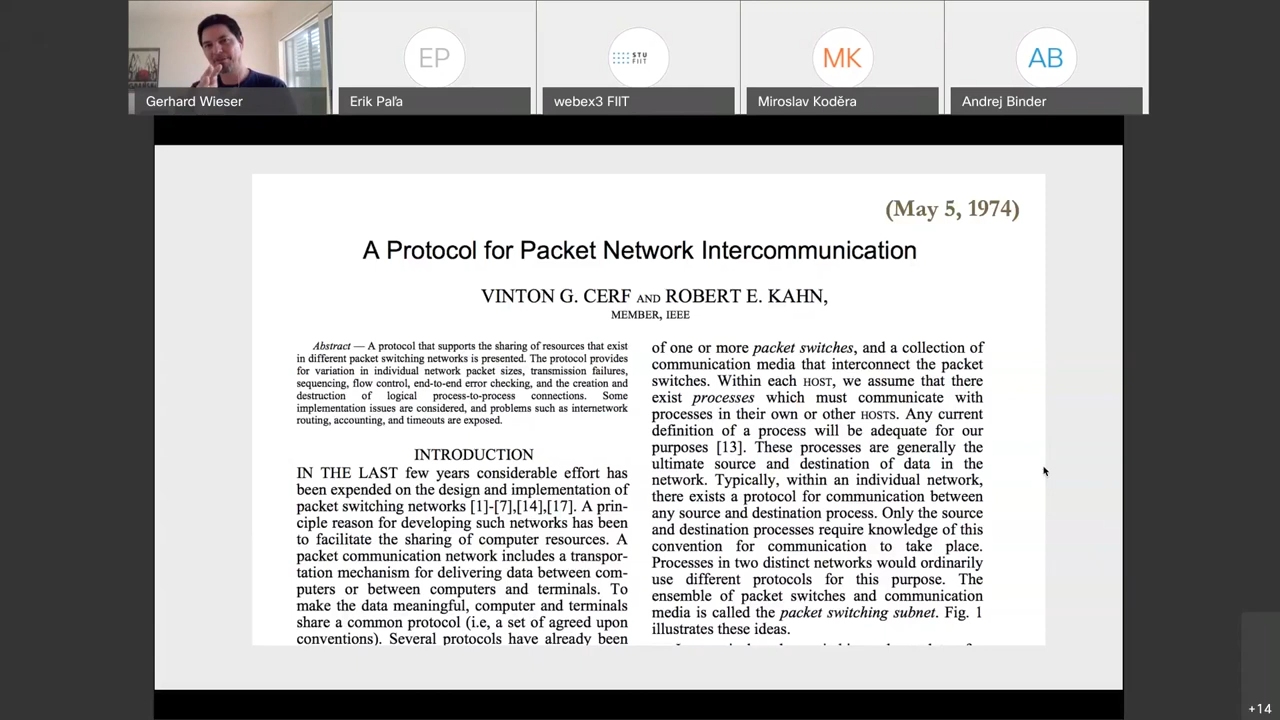 EP
STU
FIIT
MK
AB
Gerhard Wieser
Erik Paľa
webex3 FIIT
Miroslav Koděra
Andrej Binder
(May 5, 1974)
A Protocol for Packet Network Intercommunication
VINTON G. CERF AND ROBERT E. KAHN,
MEMBER, IEEE
Abstract — A protocol that supports the sharing of resources that exist
in different packet switching networks is presented. The protocol provides
for variation in individual network packet sizes, transmission failures,
sequencing, flow control, end-to-end error checking, and the creation and
destruction of logical process-to-process connections. Some
implementation issues are considered, and problems such as internetwork
routing, accounting, and timeouts are exposed.
INTRODUCTION
IN THE LAST few years considerable effort has
been expended on the design and implementation of
packet switching networks [1]-[7],[14],[17]. A prin-
ciple reason for developing such networks has been
to facilitate the sharing of computer resources. A
packet communication network includes a transpor-
tation mechanism for delivering data between com-
puters or between computers and terminals. To
make the data meaningful, computer and terminals
share a common protocol (i.e, a set of agreed upon
conventions). Several protocols have already been
of one or more packet switches, and a collection of
communication media that interconnect the packet
switches. Within each HOST, we assume that there
exist processes which must communicate with
processes in their own or other HOSTS. Any current
definition of a process will be adequate for our
purposes [13]. These processes are generally the
ultimate source and destination of data in the
network. Typically, within an individual network,
there exists a protocol for communication between
any source and destination process. Only the source
and destination processes require knowledge of this
convention for communication to take place.
Processes in two distinct networks would ordinarily
use different protocols for this purpose. The
ensemble of packet switches and communication
media is called the packet switching subnet. Fig. 1
illustrates these ideas.
+14